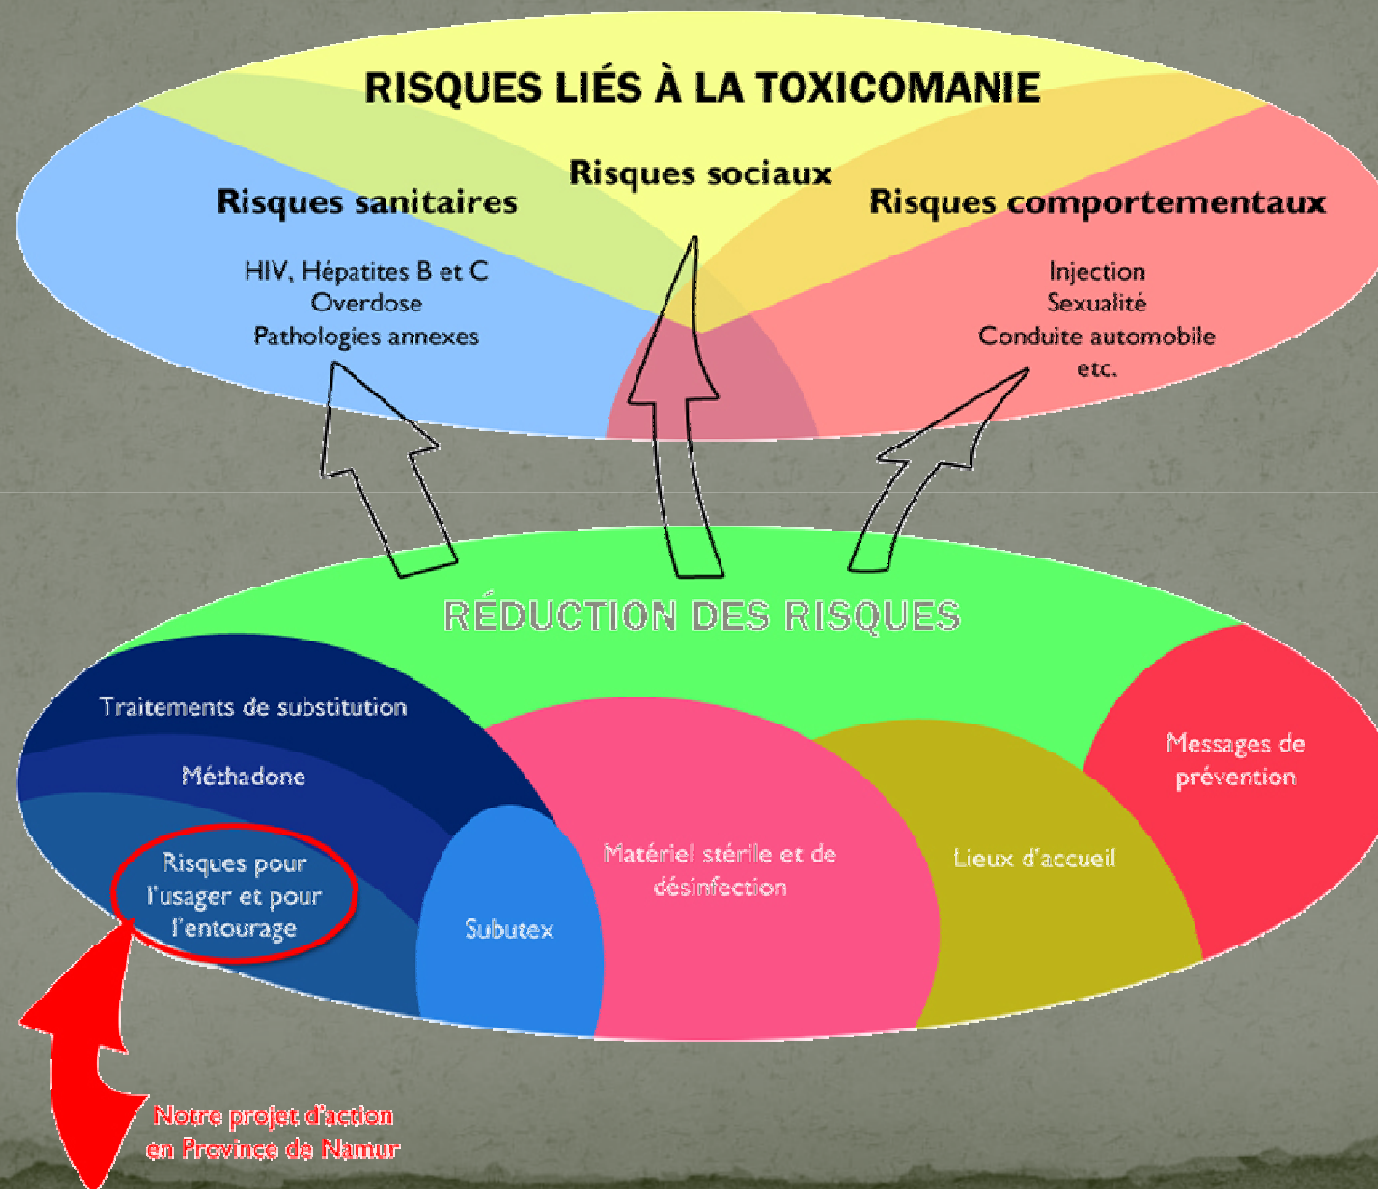 RISQUES LIÉS À LA TOXICOMANIE
Risques sociaux
Risques sanitaires
Risques comportementaux
HIV, Hépatites B et C
Overdose
Pathologies annexes
Injection
Sexualité
Conduite automobile
etc.
RÉDUCTION DES RISQUES
Traitements de substitution
Méthadone
Risques pour
l'usager et pour
l'entourage
Subutex
Matériel stérile et de
désinfection
Lieux d'accueil
Messages de
prévention
Notre projet d'action
en Province de Namur